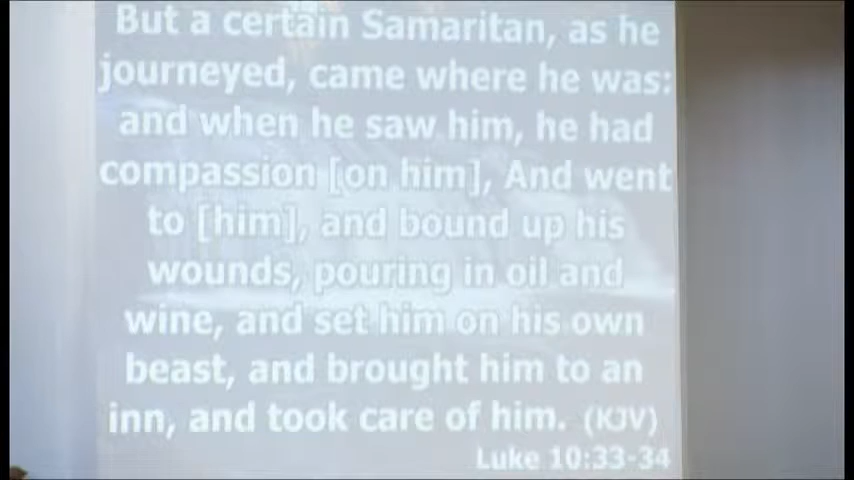 But a certain Samaritan, as he
journeyed, came where he was:
and when he saw him, he had
compassion [on him], And went
to [him], and bound up his
wounds, pouring in oil and
wine, and set him on his own
beast, and brought him to an
inn, and took care of him. (KJV)
Luke 10:33-34